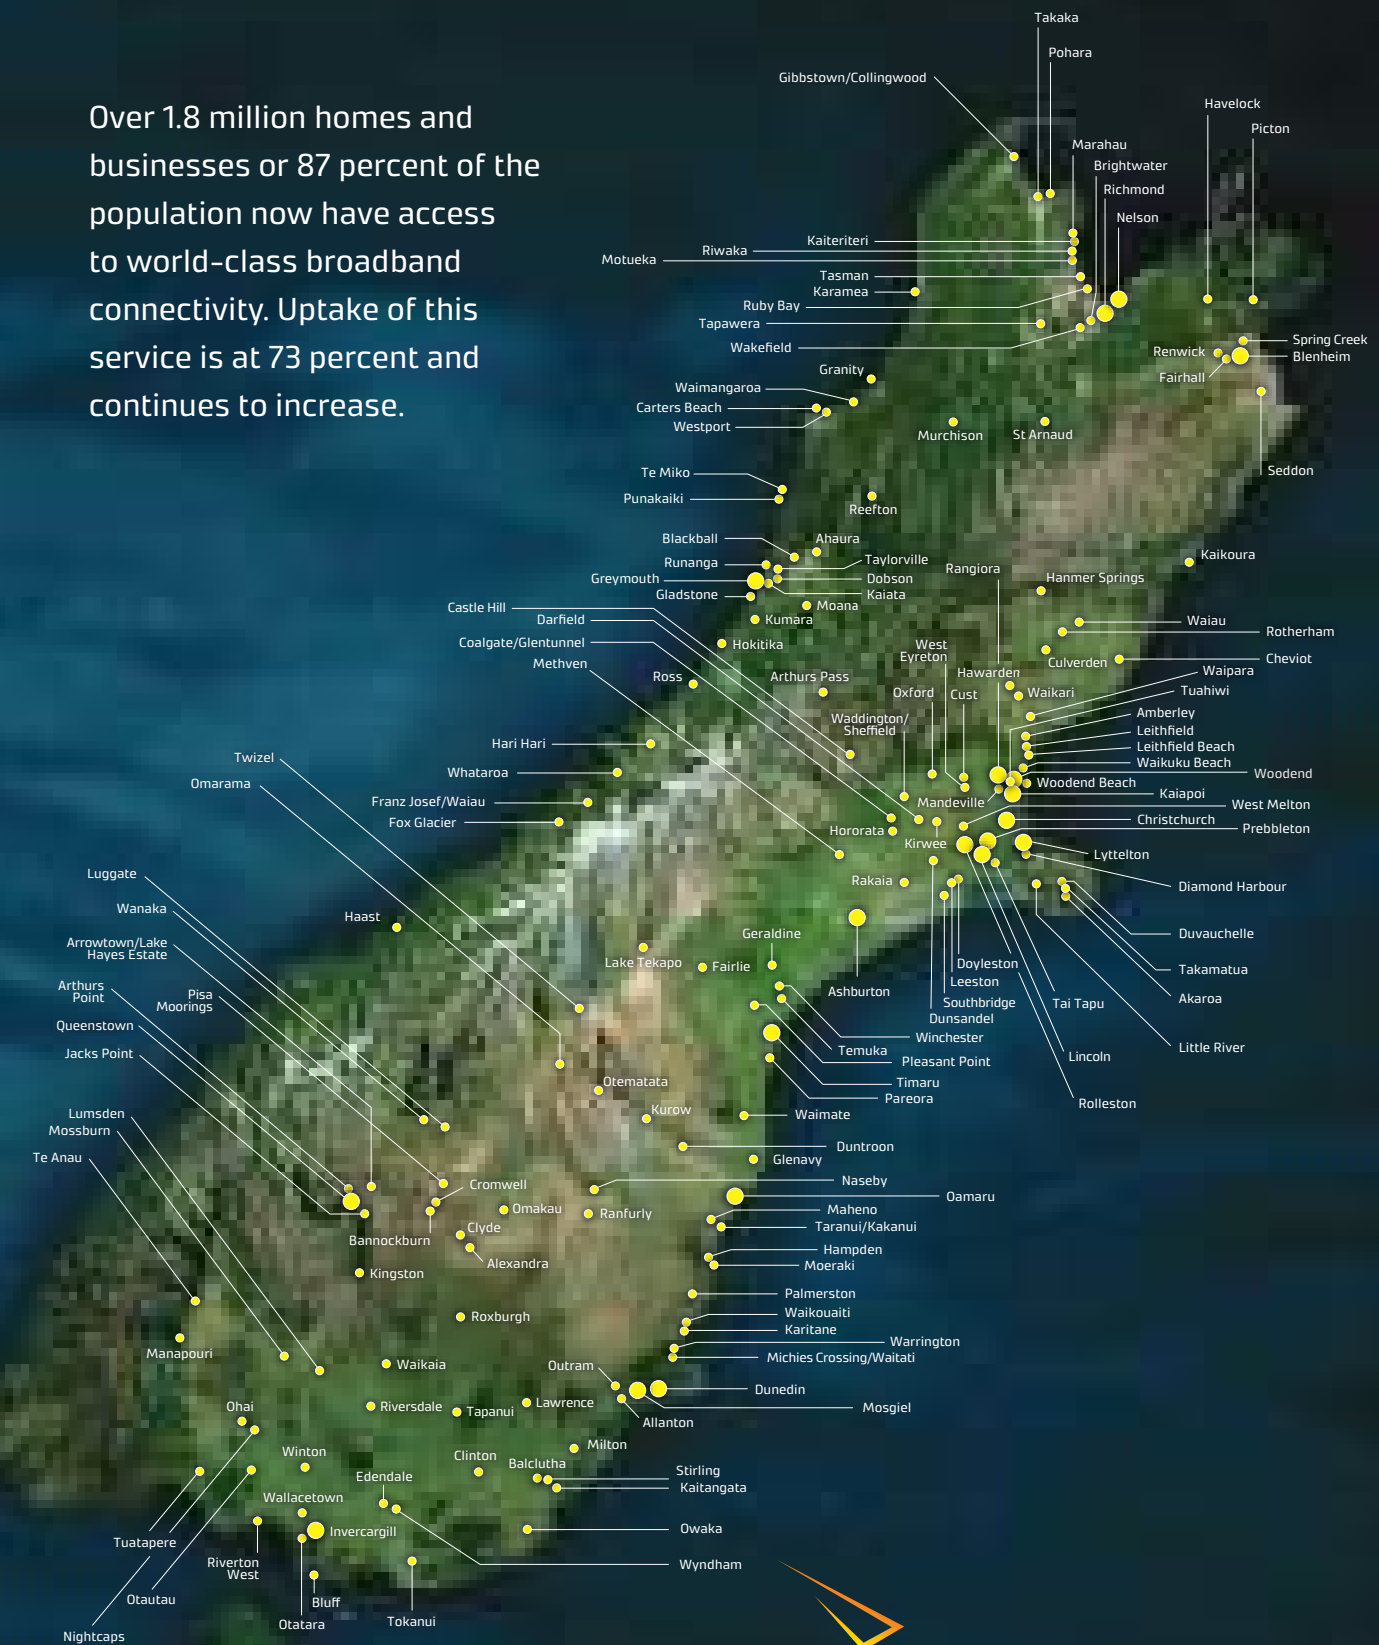 Over 1.8 million homes and
businesses or 87 percent of the
population now have access
to world-class broadband
connectivity. Uptake of this
service is at 73 percent and
continues to increase.
Takaka
Pohara
Gibbstown/Collingwood
Havelock
Picton
Marahau
Brightwater
Richmond
Nelson
Kaiteriteri
Riwaka
Motueka
Tasman
Karamea
Ruby Bay
Tapawera
Wakefield
Spring Creek
Renwick
Blenheim
Fairhall
Granity
Waimangaroa
Carters Beach
Westport
Murchison
St Arnaud
Seddon
Te Miko
Punakaiki
Reefton
Blackball
Ahaura
Kaikoura
Runanga
Taylorville
Rangiora
Greymouth
Dobson
Hanmer Springs
Gladstone
Kaiata
Castle Hill
Moana
Darfield
Kumara
Waiau
Rotherham
Coalgate/Glentunnel
Hokitika
West
Eyreton
Methven
Culverden
Cheviot
Ross
Arthurs Pass
Hawarden
Waipara
Oxford
Cust
Waikari
Tuahiwi
Waddington/
Sheffield
Amberley
Leithfield
Hari Hari
Leithfield Beach
Twizel
Waikuku Beach
Whataroa
Woodend
Omarama
Woodend Beach
Franz Josef/Waiau
Mandeville
Kaiapoi
West Melton
Fox Glacier
Christchurch
Hororata
Prebbleton
Kirwee
Lyttelton
Luggate
Rakaia
Diamond Harbour
Wanaka
Haast
Arrowtown/Lake
Hayes Estate
Geraldine
Duvauchelle
Lake Tekapo
Fairlie
Doyleston
Takamatua
Arthurs
Point
Pisa
Moorings
Leeston
Ashburton
Akaroa
Southbridge
Tai Tapu
Queenstown
Dunsandel
Winchester
Jacks Point
Temuka
Little River
Pleasant Point
Lincoln
Otematata
Timaru
Pareora
Rolleston
Lumsden
Kurow
Waimate
Mossburn
Duntroon
Te Anau
Glenavy
Naseby
Cromwell
Oamaru
Omakau
Ranfurly
Maheno
Clyde
Taranui/Kakanui
Bannockburn
Hampden
Alexandra
Moeraki
Kingston
Palmerston
Roxburgh
Waikouaiti
Karitane
Warrington
Manapouri
Michies Crossing/Waitati
Waikaia
Outram
Dunedin
Ohai
Riversdale
Lawrence
Mosgiel
Tapanui
Allanton
Winton
Milton
Clinton
Balclutha
Stirling
Edendale
Kaitangata
Wallacetown
Invercargill
Owaka
Tuatapere
Riverton
West
Wyndham
Otautau
Bluff
Otatara
Tokanui
Nightcaps